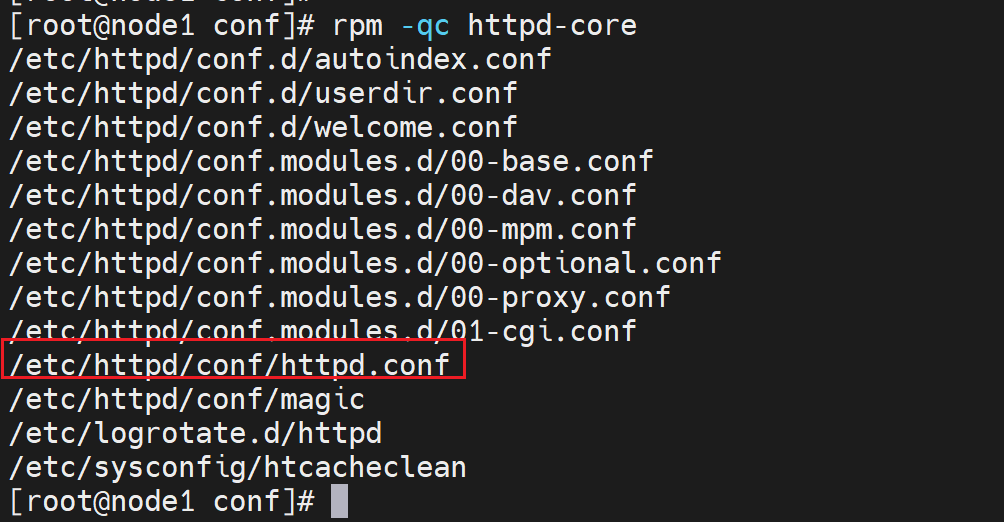 [root@node1 conf]# rpm -qc httpd-core
/etc/httpd/conf.d/autoindex.conf
/etc/httpd/conf.d/userdir.conf
/etc/httpd/conf.d/welcome.conf
/etc/httpd/conf.modules.d/00-base.conf
/etc/httpd/conf.modules.d/00-dav.conf
/etc/httpd/conf.modules.d/00-mpm.conf
/etc/httpd/conf.modules.d/00-optional.conf
/etc/httpd/conf.modules.d/00-proxy.conf
/etc/httpd/conf.modules.d/01-cgi.conf
/etc/httpd/conf/httpd.conf
/etc/httpd/conf/magic
/etc/logrotate.d/httpd
/etc/sysconfig/htcacheclean
[root@node1 conf]#